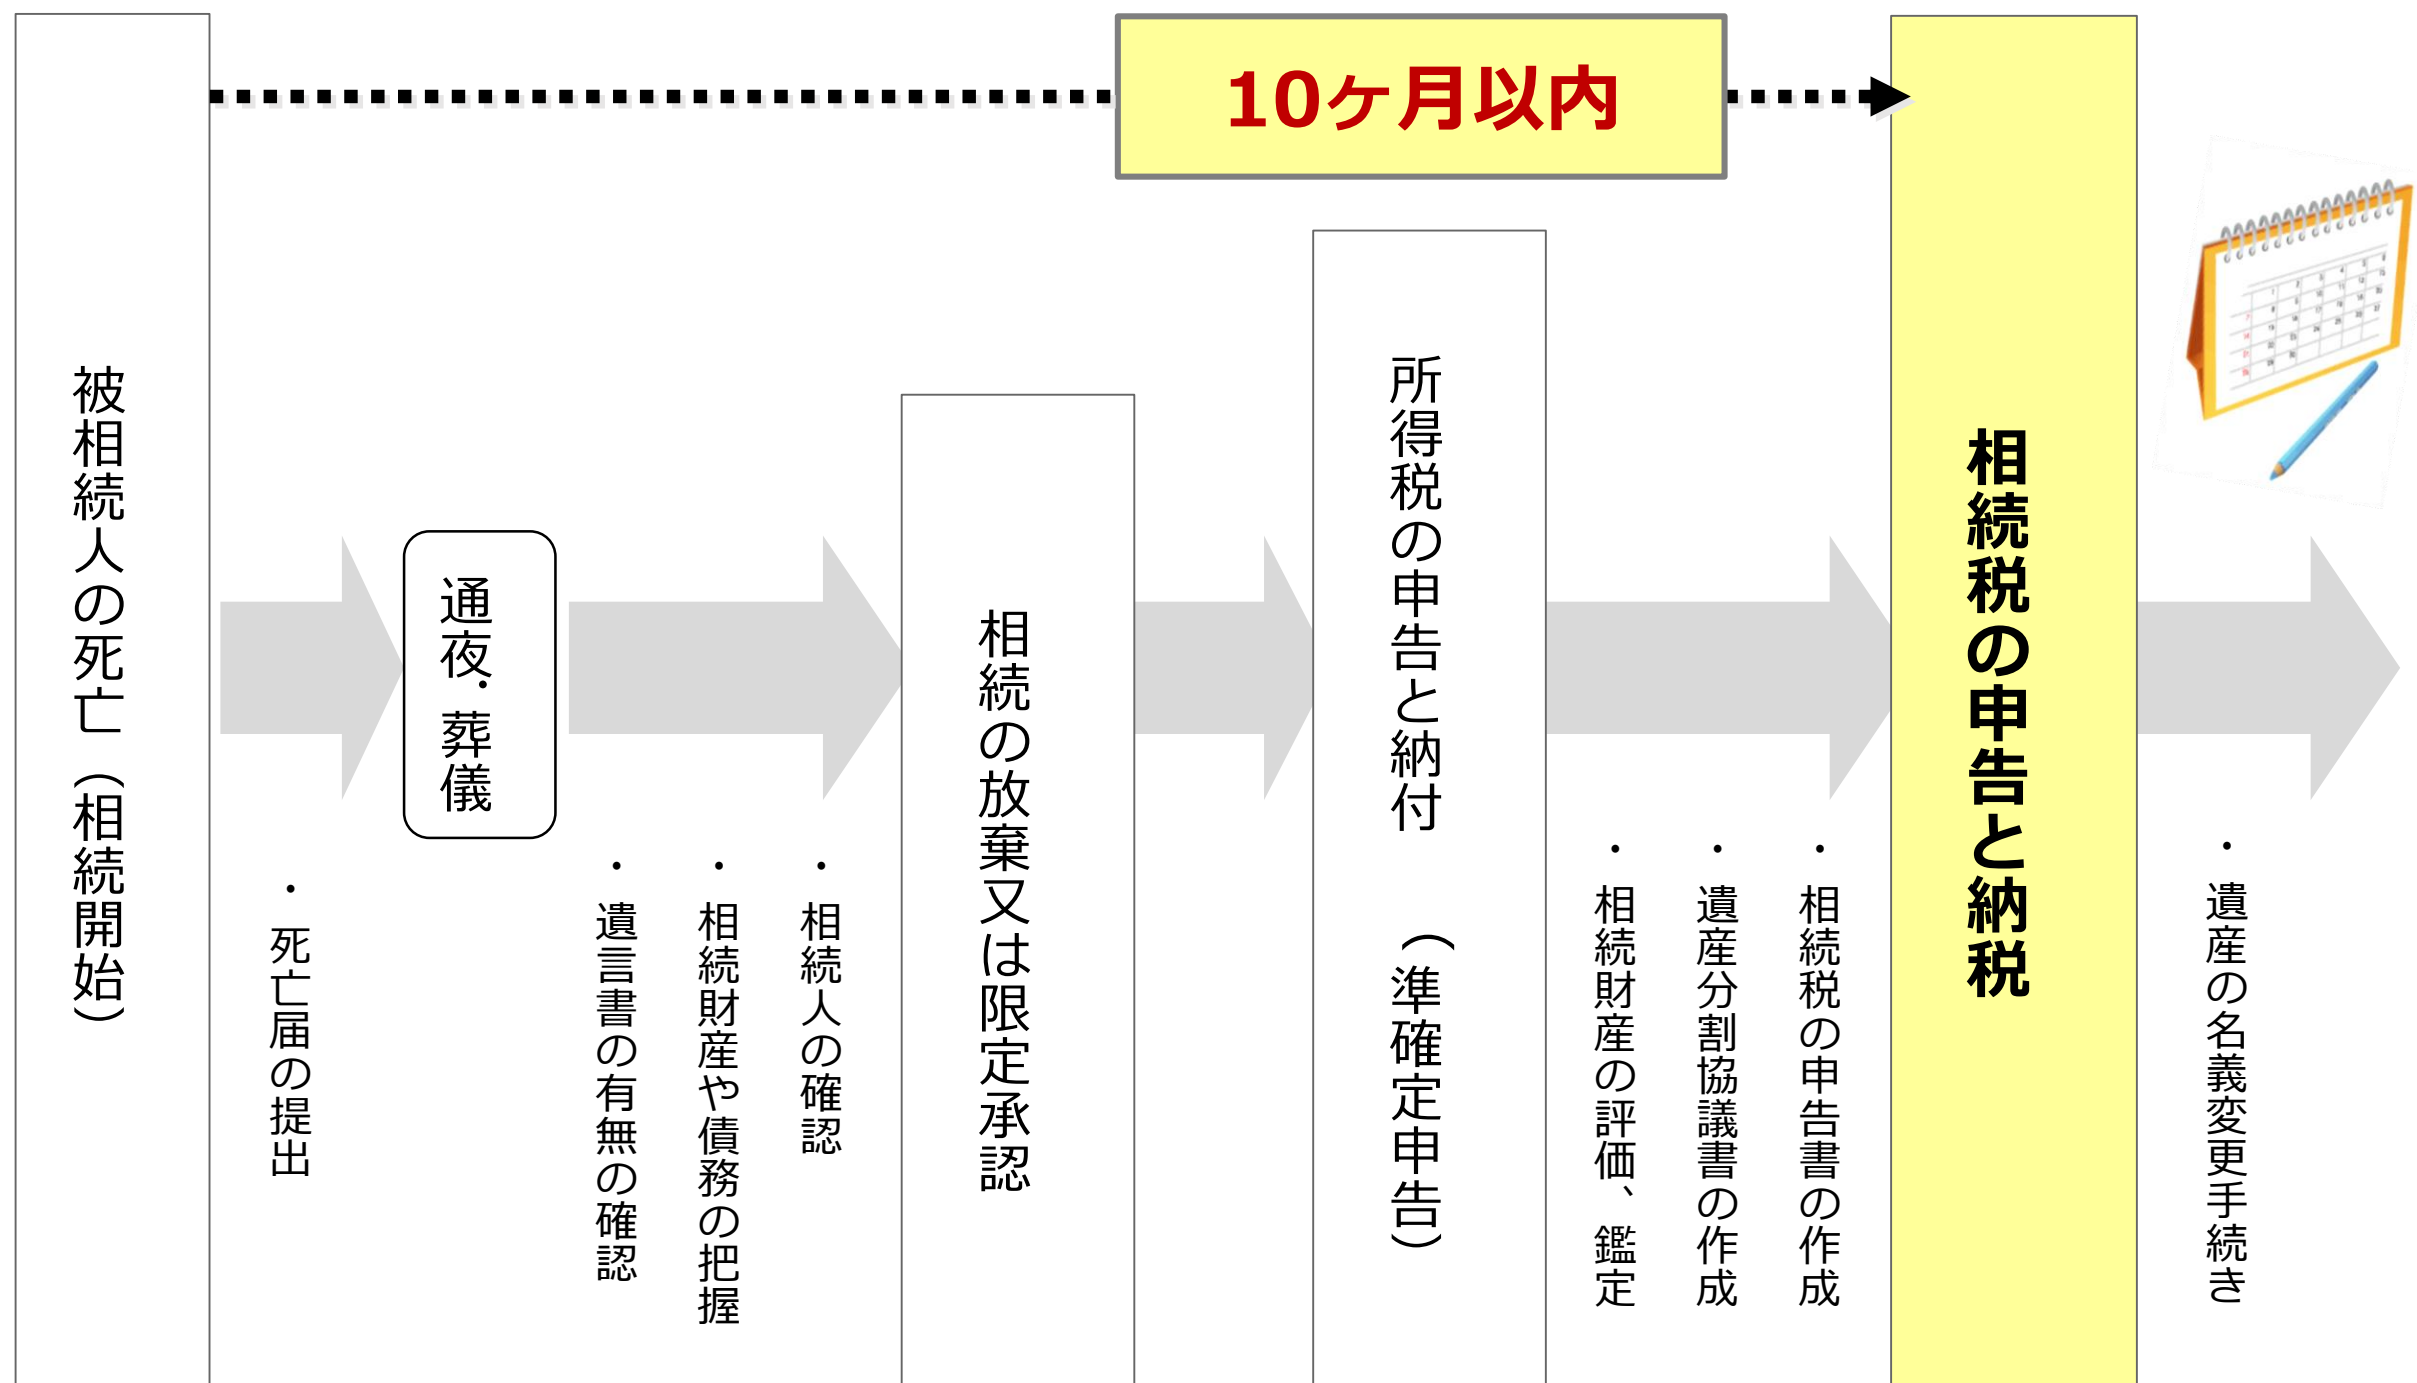 10ヶ月以内
被相続人の死亡（相続開始）
・死亡届の提出
通夜・葬儀
・遺言書の有無の確認
・相続財産や債務の把握
・相続人の確認
相続の放棄又は限定承認
所得税の申告と納付　（準確定申告）
・相続財産の評価、鑑定
・遺産分割協議書の作成
・相続税の申告書の作成
相続税の申告と納税
・遺産の名義変更手続き